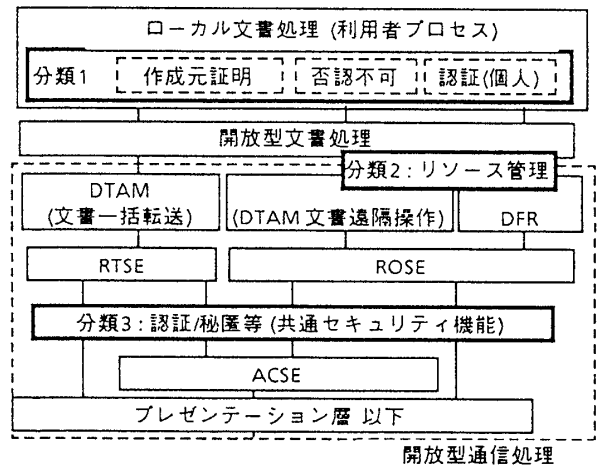 ローカル文書処理 (利用者プロセス)
分類1 作成元証明 否認不可 認証(個人)
開放型文書処理
分類2 : リソース管理
DTAM
(文書一括転送)
(DTAM 文書遠隔操作)
DFR
RTSE
ROSE
分類3 : 認証/秘匿等 (共通セキュリティ機能)
ACSE
プレゼンテーション層 以下
開放型通信処理